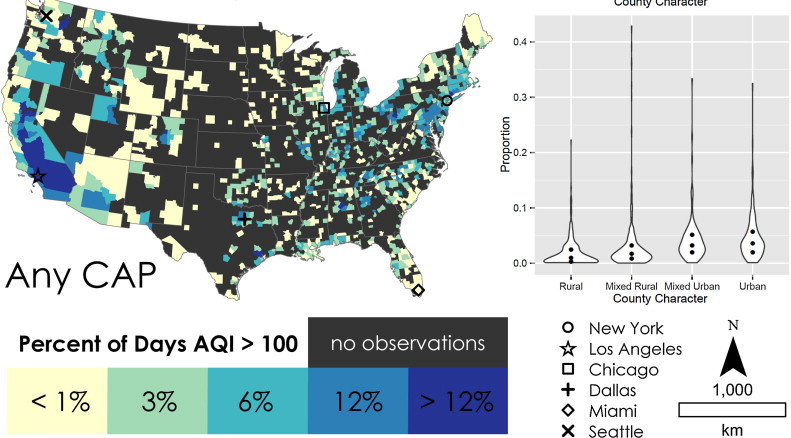 County Character
0.4
0.3
0.2
0.1
0.0
Proportion
Rural Mixed Rural Mixed Urban Urban
County Character
Any CAP
Percent of Days AQI > 100
no observations
< 1% 3% 6% 12% > 12%
New York
Los Angeles
Chicago
Dallas
Miami
Seattle
N
1,000
km